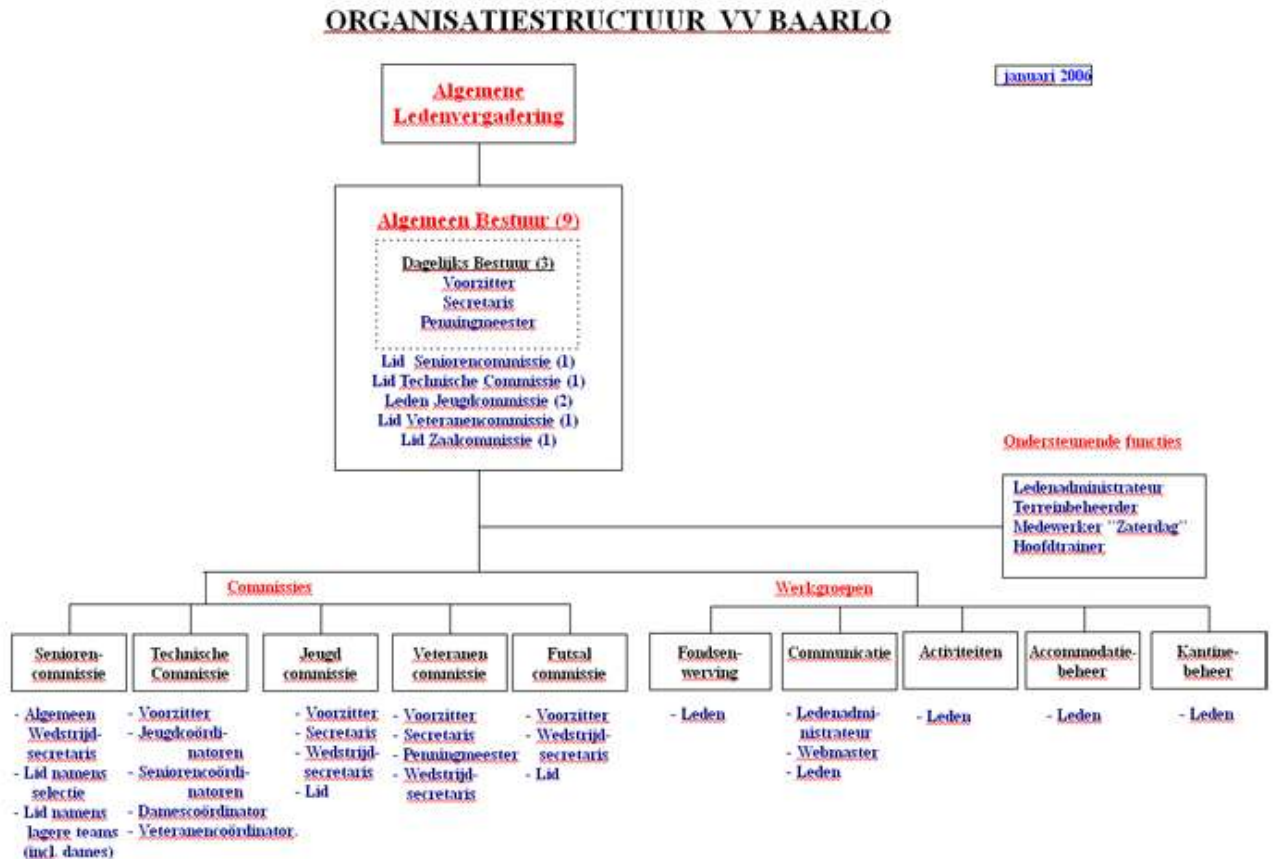 ORGANISATIESTRUCTUUR VV BAARLO
januari 2006
Algemene
Ledenvergadering
Algemeen Bestuur (9)
Dagelijks Bestuur (3)
Voorzitter
Secretaris
Penningmeester
Lid Seniorencommissie (1)
Lid Technische Commissie (1)
Leden Jeugdcommissie (2)
Lid Veteranencommissie (1)
Lid Zaalcommissie (1)
Ondersteunende functies
Ledenadministrateur
Terreinbeheerder
Medewerker "Zaterdag"
Hoofdtrainer
Commissies
Senioren-
commissie
- Algemeen
Wedstrijd-
secretaris
- Lid namens
selectie
- Lid namens
lagere teams
(incl. dames)
Technische
Commissie
- Voorzitter
- Jeugdcoördi-
natoren
- Seniorencoördi-
natoren
- Damescoördinator
- Veteranencoördinator.
Jeugd
commissie
- Voorzitter
- Secretaris
- Wedstrijd-
secretaris
- Lid
Veteranen
commissie
- Voorzitter
- Secretaris
- Penningmeester
- Wedstrijd-
secretaris
Futsal
commissie
- Voorzitter
- Wedstrijd-
secretaris
- Lid
Werkgroepen
Fondsen-
werving
- Leden
Communicatie
- Ledenadmi-
nistrateur
- Webmaster
- Leden
Activiteiten
- Leden
Accommodatie-
beheer
- Leden
Kantine-
beheer
- Leden